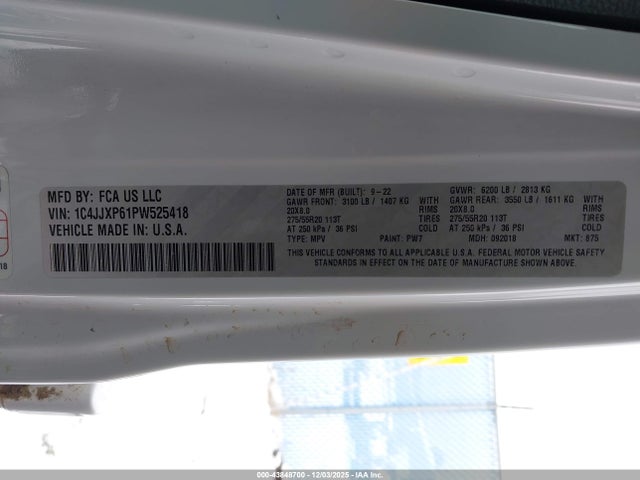 MFD BY: FCA US LLC
VIN: 1C4JJXP61PW525418
VEHICLE MADE IN: U.S.A.
DATE OF MFR (BUILT): 9-22
GVWR: 6200 LB / 2813 KG
GAWR FRONT: 3100 LB / 1407 KG WITH
GAWR REAR: 3550 LB / 1611 KG WITH
20X8.0 RIMS
20X8.0 RIMS
275/55R20 113T TIRES
275/55R20 113T TIRES
AT 250 kPa / 36 PSI COLD
AT 250 kPa / 36 PSI COLD
TYPE: MPV PAINT: PW7 MDH: 092018 MKT: 875
THIS VEHICLE CONFORMS TO ALL APPLICABLE U.S.A. FEDERAL MOTOR VEHICLE SAFETY
STANDARDS IN EFFECT ON THE DATE OF MANUFACTURE SHOWN ABOVE.
18
000-43848700 - 12/03/2025 - IAAI.COM